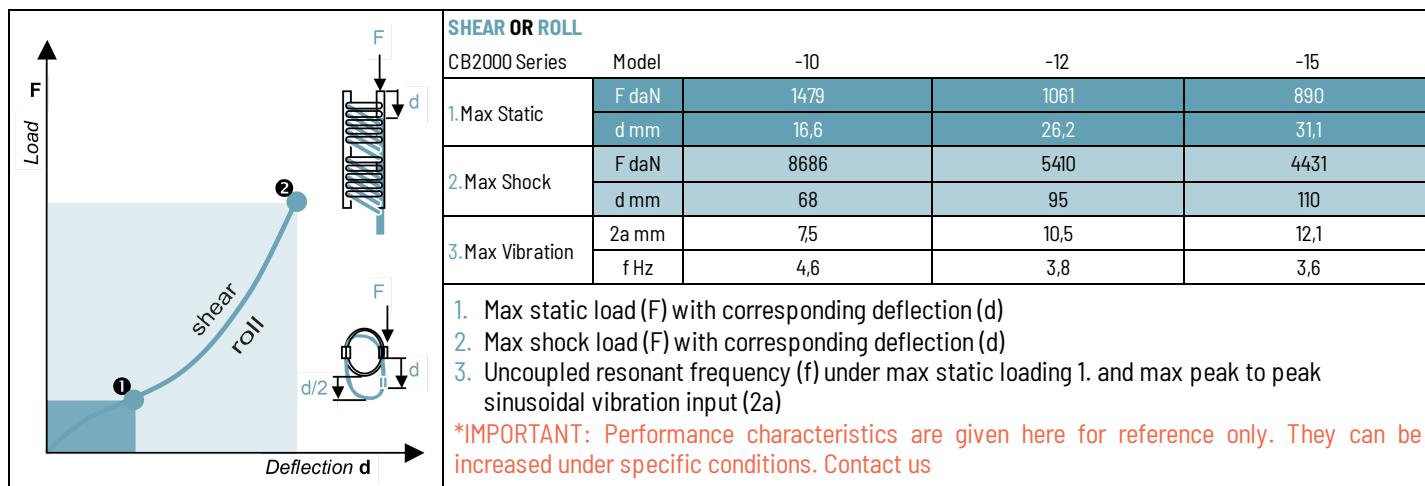 F
Load
❷
shear
roll
❶
Deflection d
F
d
F
d
d/2
SHEAR OR ROLL
CB2000 Series Model -10 -12 -15
1.Max Static F daN 1479 1061 890
d mm 16,6 26,2 31,1
2.Max Shock F daN 8686 5410 4431
d mm 68 95 110
3.Max Vibration 2a mm 7,5 10,5 12,1
f Hz 4,6 3,8 3,6
1. Max static load (F) with corresponding deflection (d)
2. Max shock load (F) with corresponding deflection (d)
3. Uncoupled resonant frequency (f) under max static loading 1. and max peak to peak
sinusoidal vibration input (2a)
*IMPORTANT: Performance characteristics are given here for reference only. They can be
increased under specific conditions. Contact us